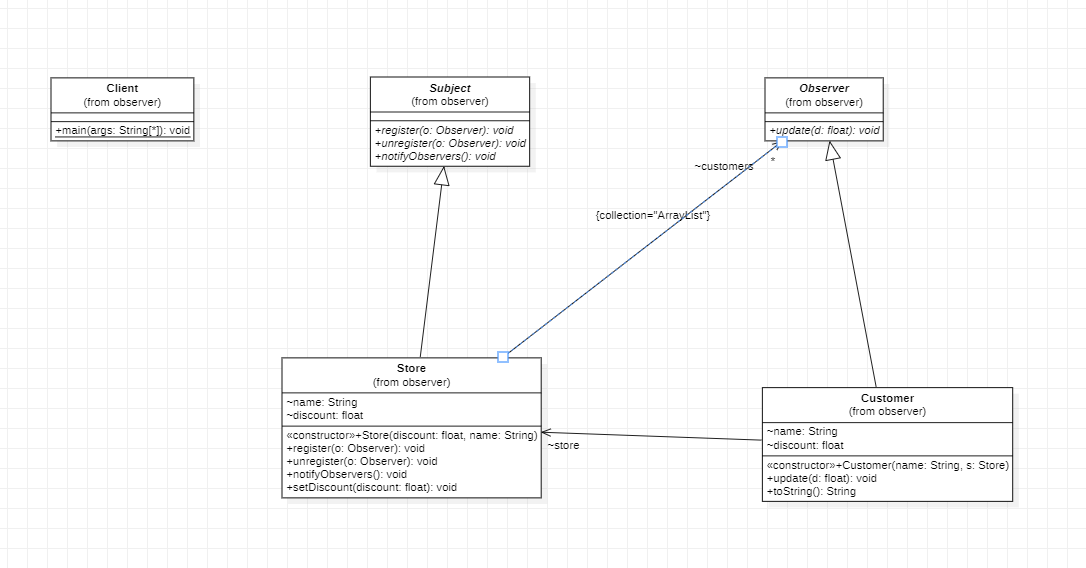 Client
(from observer)
+main(args: String[*]): void
Subject
(from observer)
+register(o: Observer): void
+unregister(o: Observer): void
+notifyObservers(): void
Observer
(from observer)
+update(d: float): void
~customers
*
{collection="ArrayList"}
Store
(from observer)
~name: String
~discount: float
«constructor»+Store(discount: float, name: String)
+register(o: Observer): void
+unregister(o: Observer): void
+notifyObservers(): void
+setDiscount(discount: float): void
~store
Customer
(from observer)
~name: String
~discount: float
«constructor»+Customer(name: String, s: Store)
+update(d: float): void
+toString(): String